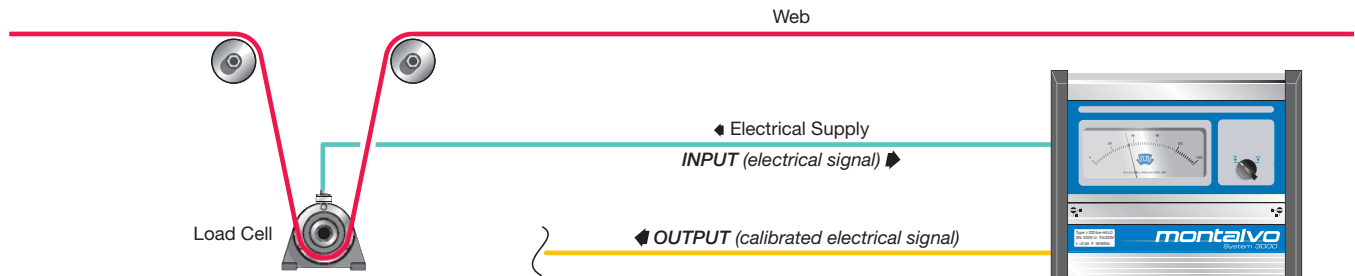 Web
Electrical Supply
INPUT (electrical signal)
Load Cell
OUTPUT (calibrated electrical signal)
montalvo
System 3000